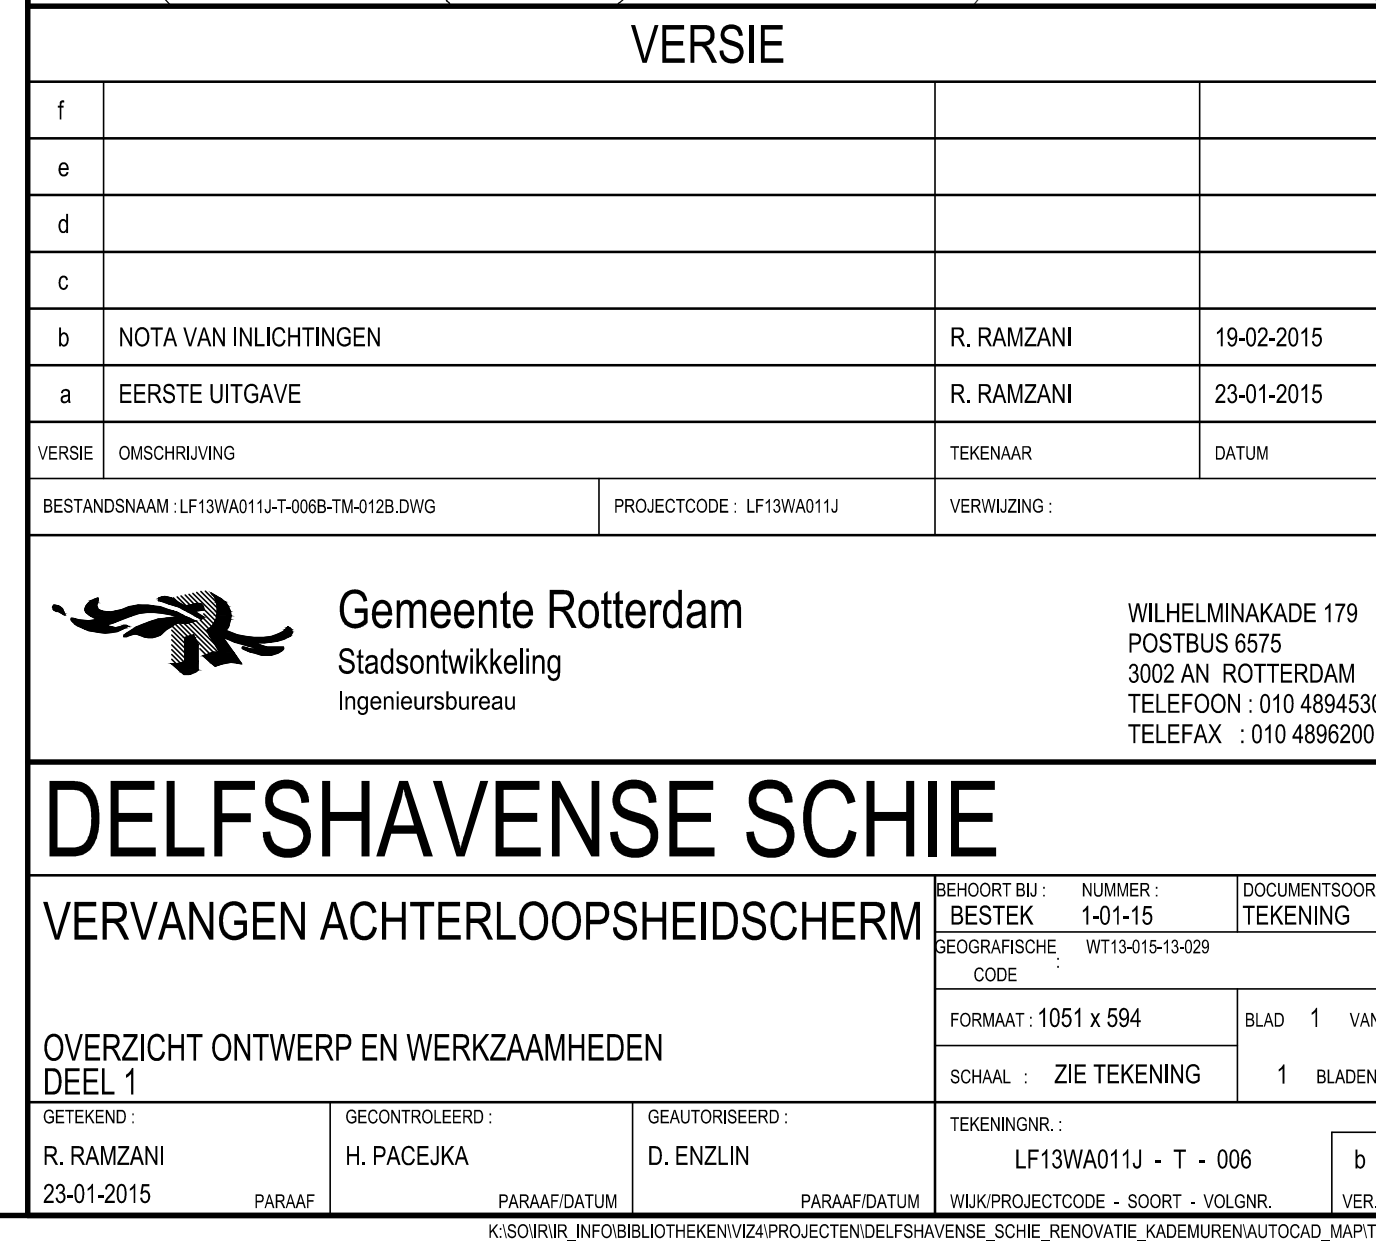 VERSIE
f
e
d
c
b NOTA VAN INLICHTINGEN R. RAMZANI 19-02-2015
a EERSTE UITGAVE R. RAMZANI 23-01-2015
VERSIE OMSCHRIJVING TEKENAAR DATUM
BESTANDSNAAM : LF13WA011J-T-006B-TM-012B.DWG PROJECTCODE : LF13WA011J VERWIJZING :
Gemeente Rotterdam
Stadsontwikkeling
Ingenieursbureau
WILHELMINAKADE 179
POSTBUS 6575
3002 AN ROTTERDAM
TELEFOON : 010 4894530
TELEFAX : 010 4896200
DELFSHAVENSE SCHIE
VERVANGEN ACHTERLOOPSHEIDSCHERM
OVERZICHT ONTWERP EN WERKZAAMHEDEN
DEEL 1
BEHOORT BIJ : NUMMER : DOCUMENTSOOR
BESTEK 1-01-15 TEKENING
GEOGRAFISCHE CODE : WT13-015-13-029
FORMAAT : 1051 x 594 BLAD 1 VAN
SCHAAL : ZIE TEKENING 1 BLADEN
GETEKEND : GECONTROLEERD : GEAUTORISEERD : TEKENINGNR. :
R. RAMZANI H. PACEJKA D. ENZLIN LF13WA011J - T - 006 b
23-01-2015 PARAAF PARAAF/DATUM PARAAF/DATUM WIJK/PROJECTCODE - SOORT - VOLGNR. VER.
K:\SO\IR\IR_INFO\BIBLIOTHEKEN\VIZ4\PROJECTEN\DELFSHAVENSE_SCHIE_RENOVATIE_KADEMUREN\AUTOCAD_MAP\T